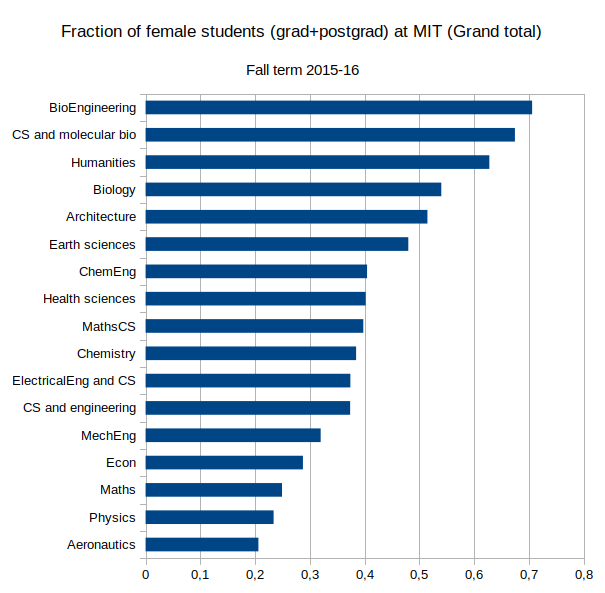 Fraction of female students (grad+postgrad) at MIT (Grand total)
Fall term 2015-16
BioEngineering
CS and molecular bio
Humanities
Biology
Architecture
Earth sciences
ChemEng
Health sciences
MathsCS
Chemistry
ElectricalEng and CS
CS and engineering
MechEng
Econ
Maths
Physics
Aeronautics
0 0,1 0,2 0,3 0,4 0,5 0,6 0,7 0,8